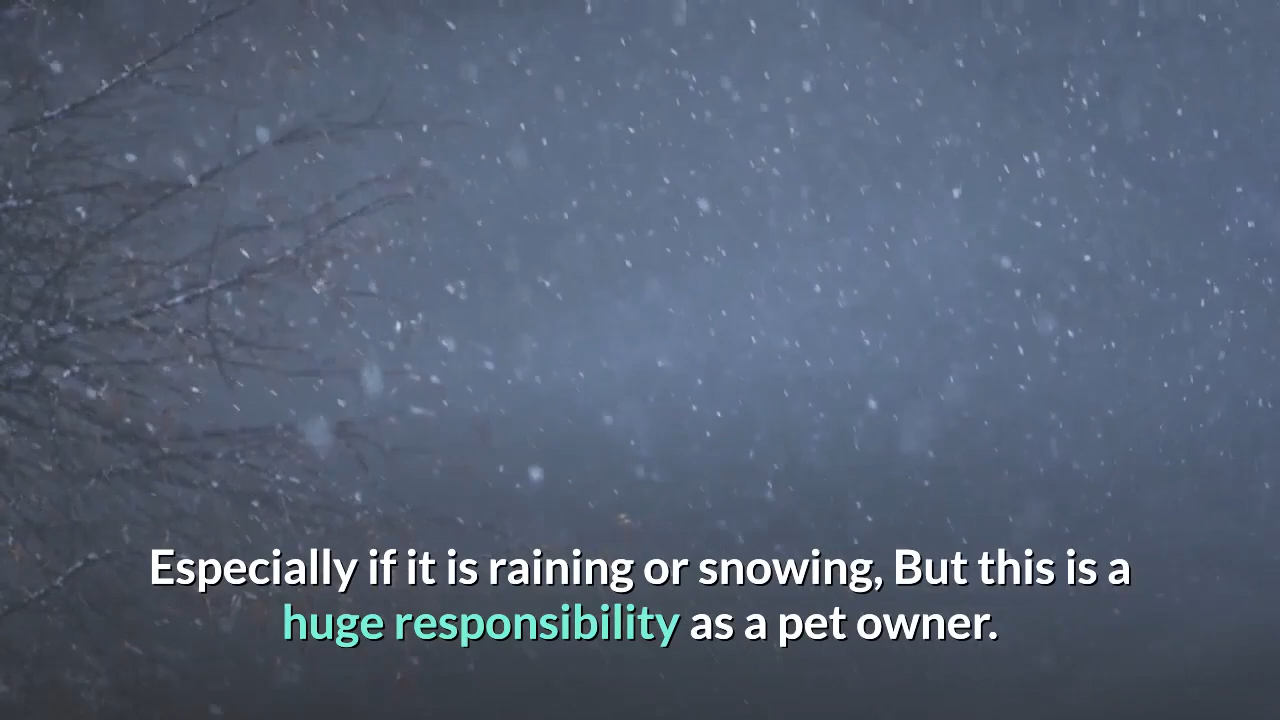 Especially if it is raining or snowing, But this is a
huge responsibility as a pet owner.